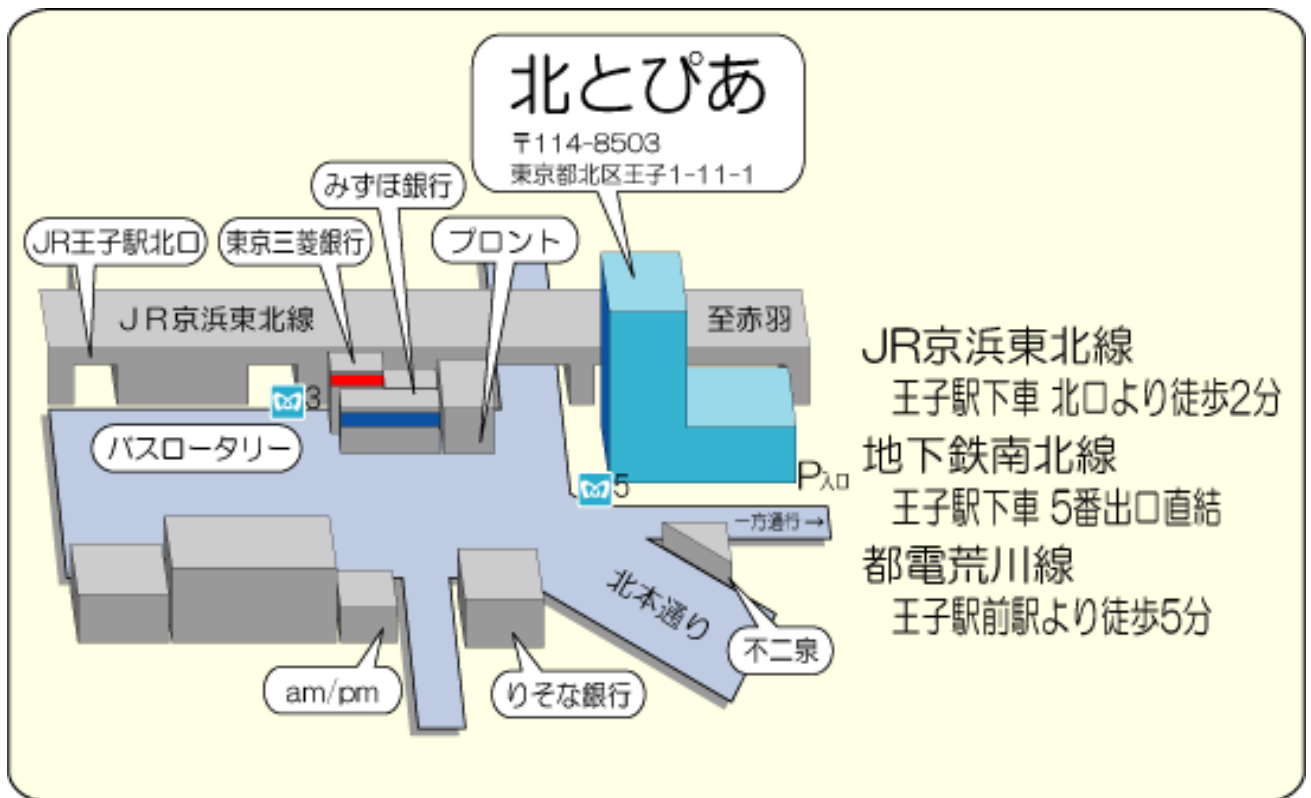 北とぴあ
〒114-8503
東京都北区王子1-11-1
みずほ銀行
JR王子駅北口
東京三菱銀行
プロント
JR京浜東北線
至赤羽
3
バスロータリー
5
P入口
一方通行→
北本通り
不二泉
am/pm
りそな銀行
JR京浜東北線
王子駅下車 北口より徒歩2分
地下鉄南北線
王子駅下車 5番出口直結
都電荒川線
王子駅前駅より徒歩5分